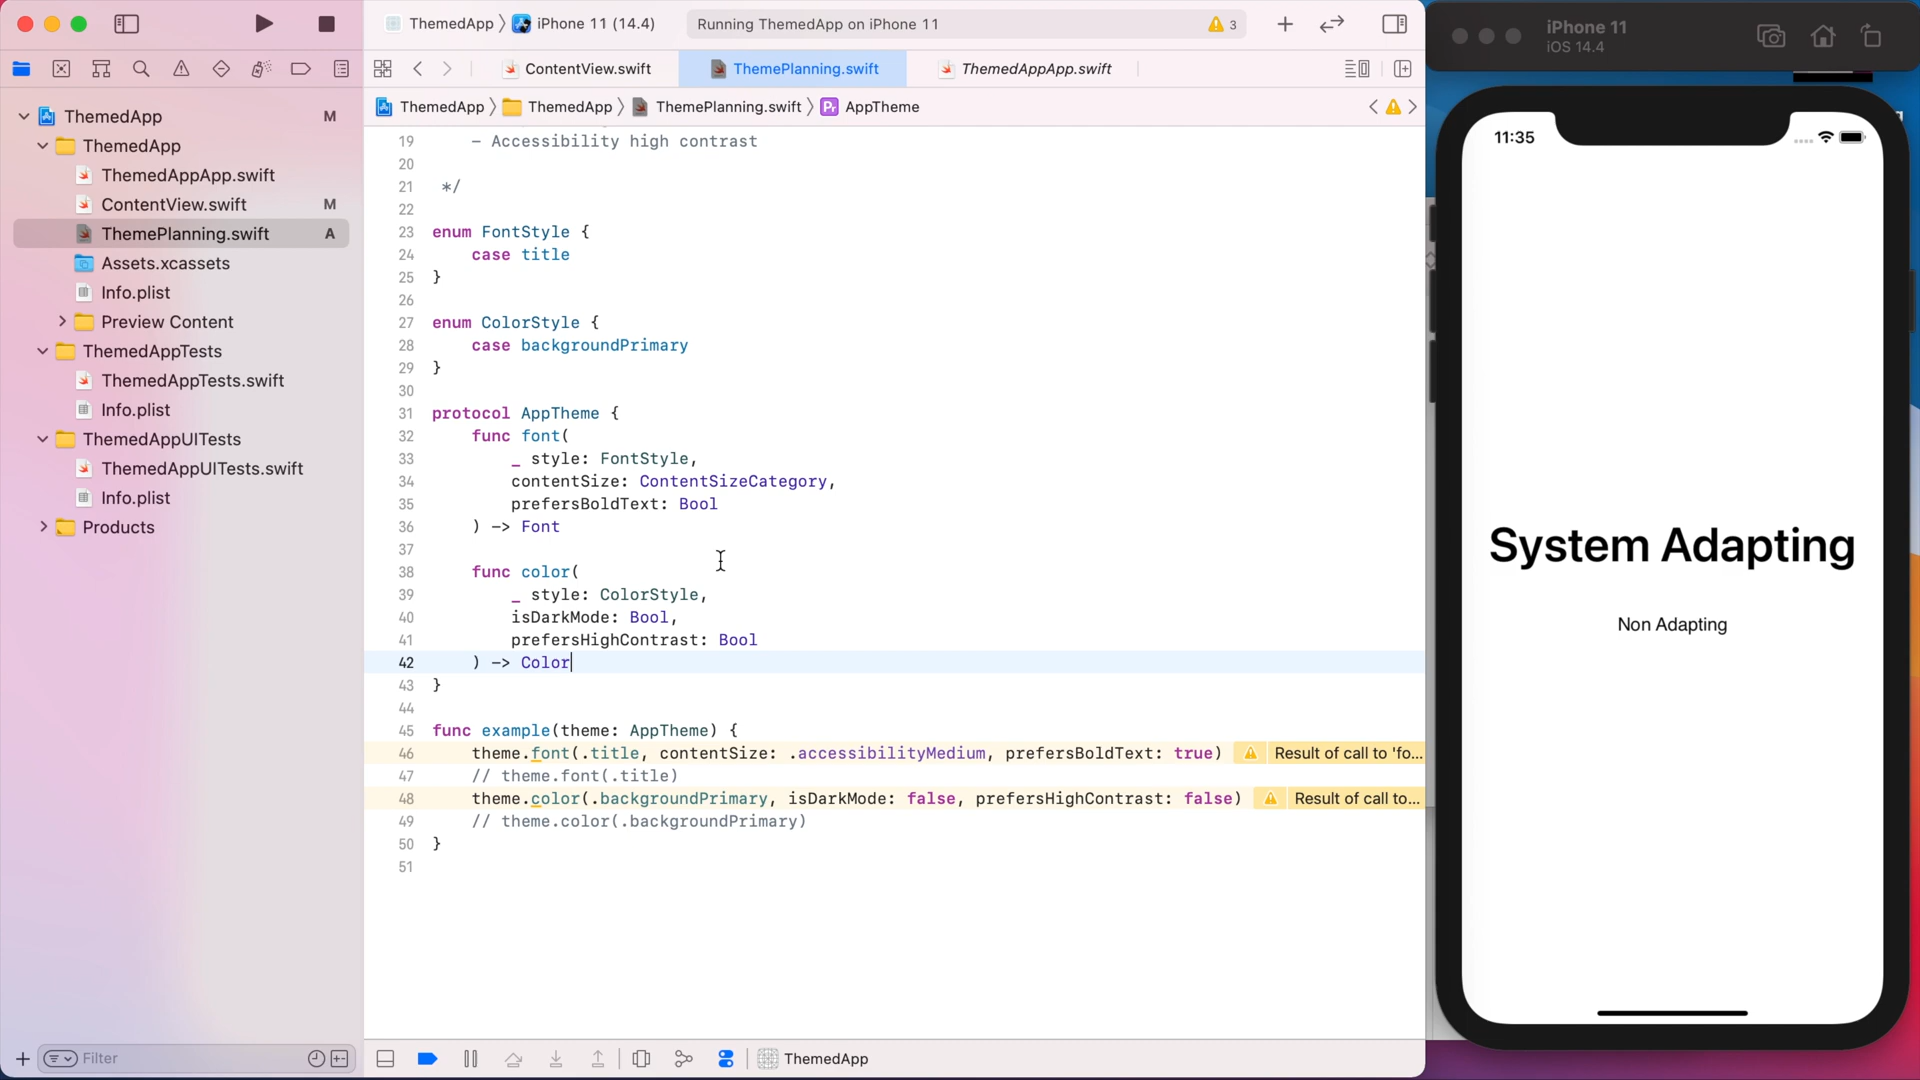 ThemedApp
iPhone 11 (14.4)
Running ThemedApp on iPhone 11
3
ContentView.swift
ThemePlanning.swift
ThemedAppApp.swift
ThemedApp
ThemedApp
ThemePlanning.swift
Pr
AppTheme
ThemedApp
M
ThemedApp
ThemedAppApp.swift
ContentView.swift
M
ThemePlanning.swift
A
Assets.xcassets
Info.plist
Preview Content
ThemedAppTests
ThemedAppTests.swift
Info.plist
ThemedAppUITests
ThemedAppUITests.swift
Info.plist
Products
Filter
19 - Accessibility high contrast
20
21 */
22
23 enum FontStyle {
24 case title
25 }
26
27 enum ColorStyle {
28 case backgroundPrimary
29 }
30
31 protocol AppTheme {
32 func font(
33 _ style: FontStyle,
34 contentSize: ContentSizeCategory,
35 prefersBoldText: Bool
36 ) -> Font
37
38 func color(
39 _ style: ColorStyle,
40 isDarkMode: Bool,
41 prefersHighContrast: Bool
42 ) -> Color
43 }
44
45 func example(theme: AppTheme) {
46 theme.font(.title, contentSize: .accessibilityMedium, prefersBoldText: true) Result of call to 'fo...
47 // theme.font(.title)
48 theme.color(.backgroundPrimary, isDarkMode: false, prefersHighContrast: false) Result of call to...
49 // theme.color(.backgroundPrimary)
50 }
51
ThemedApp
iPhone 11
iOS 14.4
11:35
System Adapting
Non Adapting